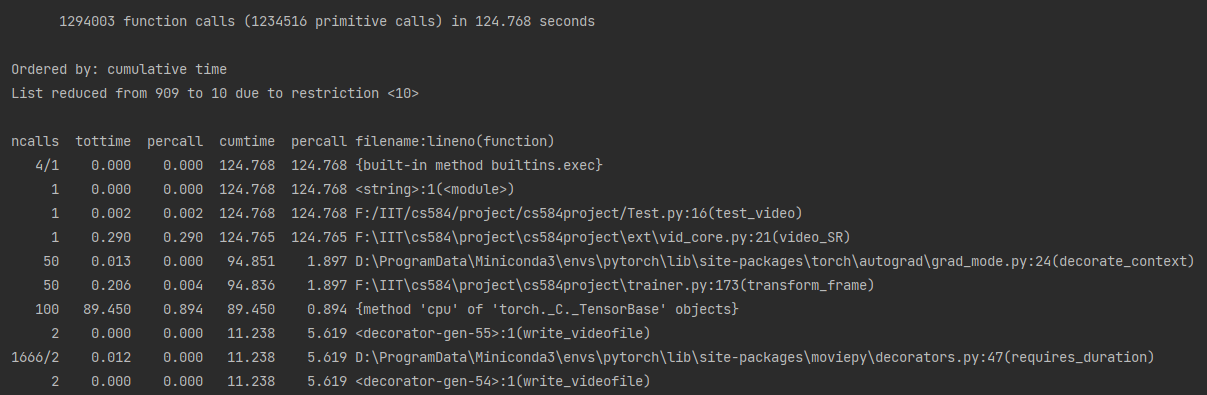 1294003 function calls (1234516 primitive calls) in 124.768 seconds
Ordered by: cumulative time
List reduced from 909 to 10 due to restriction <10>
ncalls tottime percall cumtime percall filename:lineno(function)
4/1 0.000 0.000 124.768 124.768 {built-in method builtins.exec}
1 0.000 0.000 124.768 124.768 <string>:1(<module>)
1 0.002 0.002 124.768 124.768 F:/IIT/cs584/project/cs584project/Test.py:16(test_video)
1 0.290 0.290 124.765 124.765 F:\IIT\cs584\project\cs584project\ext\vid_core.py:21(video_SR)
50 0.013 0.000 94.851 1.897 D:\ProgramData\Miniconda3\envs\pytorch\lib\site-packages\torch\autograd\grad_mode.py:24(decorate_context)
50 0.206 0.004 94.836 1.897 F:\IIT\cs584\project\cs584project\trainer.py:173(transform_frame)
100 89.450 0.894 89.450 0.894 {method 'cpu' of 'torch._C._TensorBase' objects}
2 0.000 0.000 11.238 5.619 <decorator-gen-55>:1(write_videofile)
1666/2 0.012 0.000 11.238 5.619 D:\ProgramData\Miniconda3\envs\pytorch\lib\site-packages\moviepy\decorators.py:47(requires_duration)
2 0.000 0.000 11.238 5.619 <decorator-gen-54>:1(write_videofile)